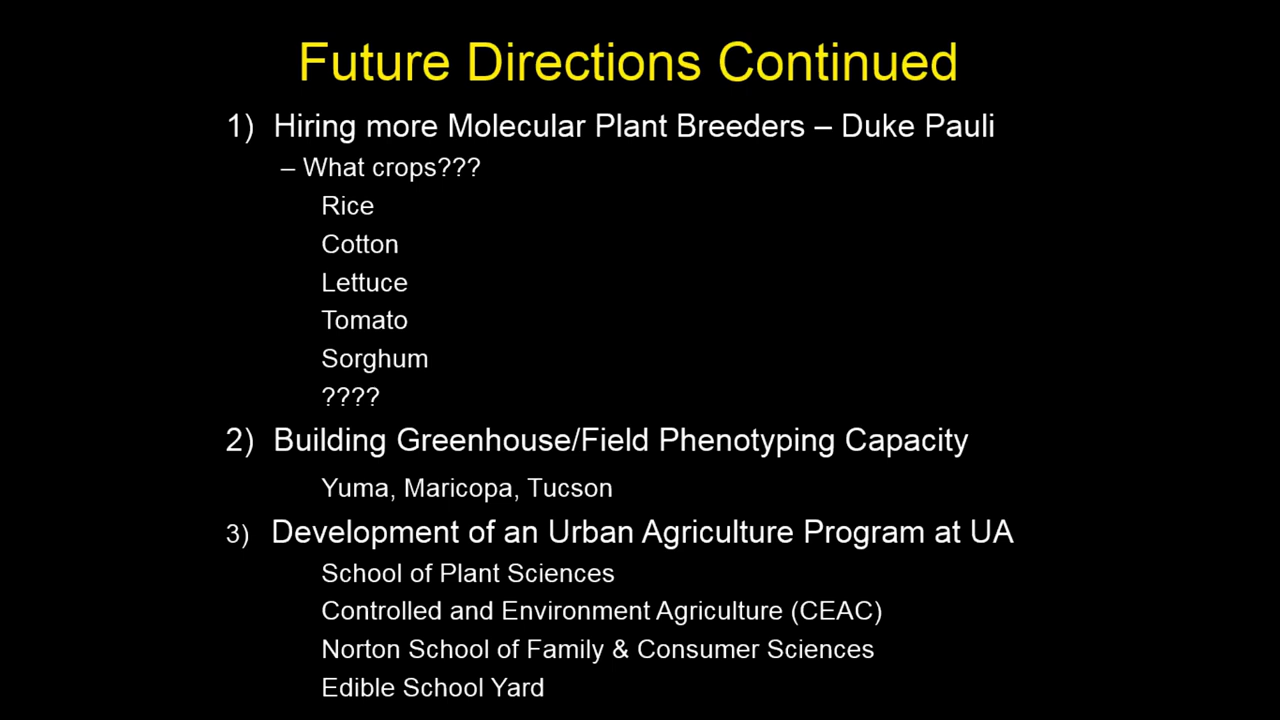 Future Directions Continued
1) Hiring more Molecular Plant Breeders – Duke Pauli
– What crops???
Rice
Cotton
Lettuce
Tomato
Sorghum
????
2) Building Greenhouse/Field Phenotyping Capacity
Yuma, Maricopa, Tucson
3) Development of an Urban Agriculture Program at UA
School of Plant Sciences
Controlled and Environment Agriculture (CEAC)
Norton School of Family & Consumer Sciences
Edible School Yard